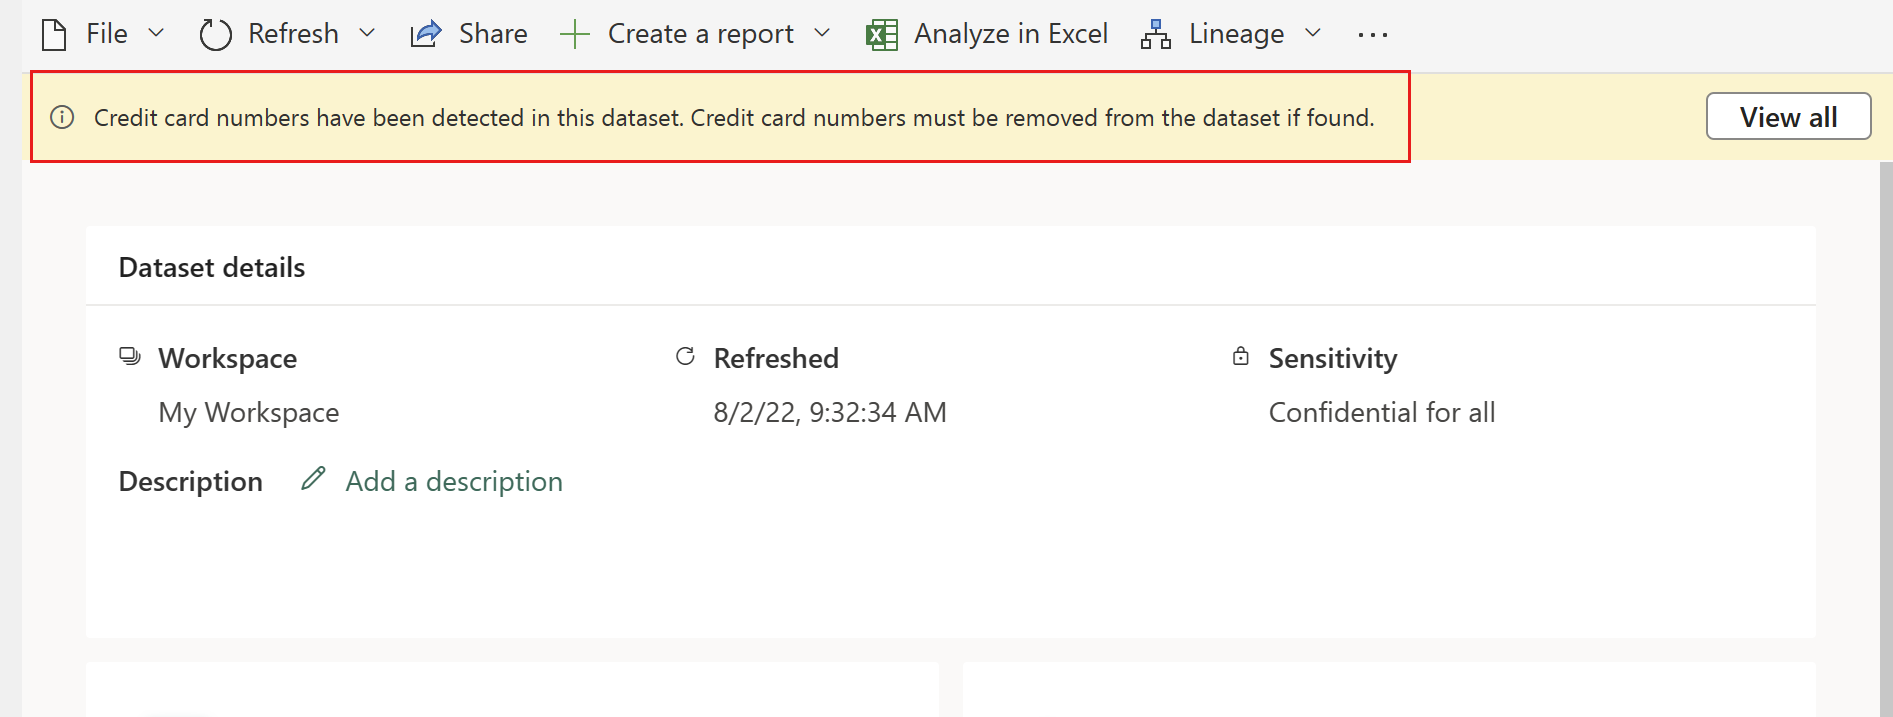 File Refresh Share Create a report Analyze in Excel Lineage ...
Credit card numbers have been detected in this dataset. Credit card numbers must be removed from the dataset if found. View all
Dataset details
Workspace Refreshed Sensitivity
My Workspace 8/2/22, 9:32:34 AM Confidential for all
Description Add a description